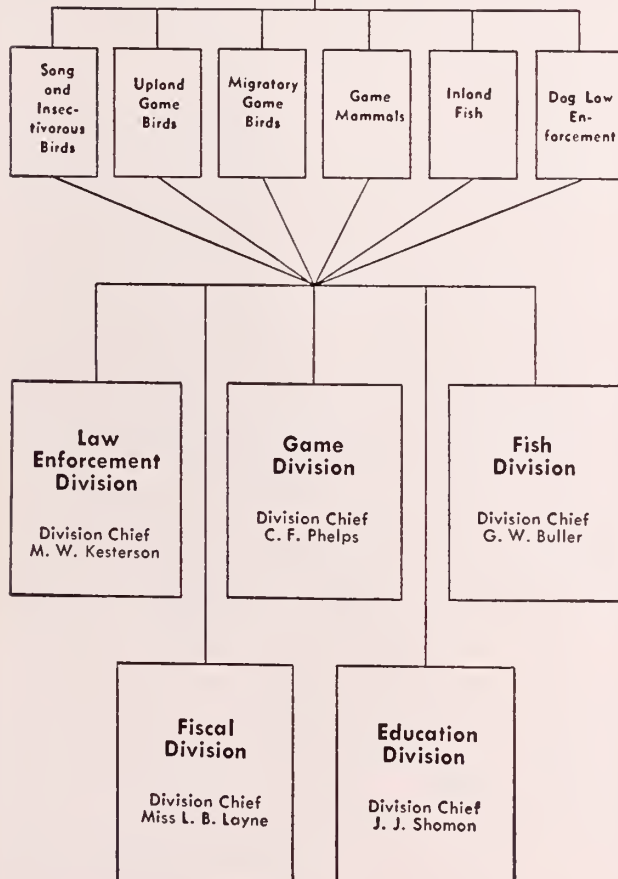 Song
and
Insec-
tivorous
Birds
Upland
Game
Birds
Migratory
Game
Birds
Game
Mammals
Inland
Fish
Dog Law
En-
forcement
Law
Enforcement
Division
Division Chief
M. W. Kesterson
Game
Division
Division Chief
C. F. Phelps
Fish
Division
Division Chief
G. W. Buller
Fiscal
Division
Division Chief
Miss L. B. Layne
Education
Division
Division Chief
J. J. Shomon